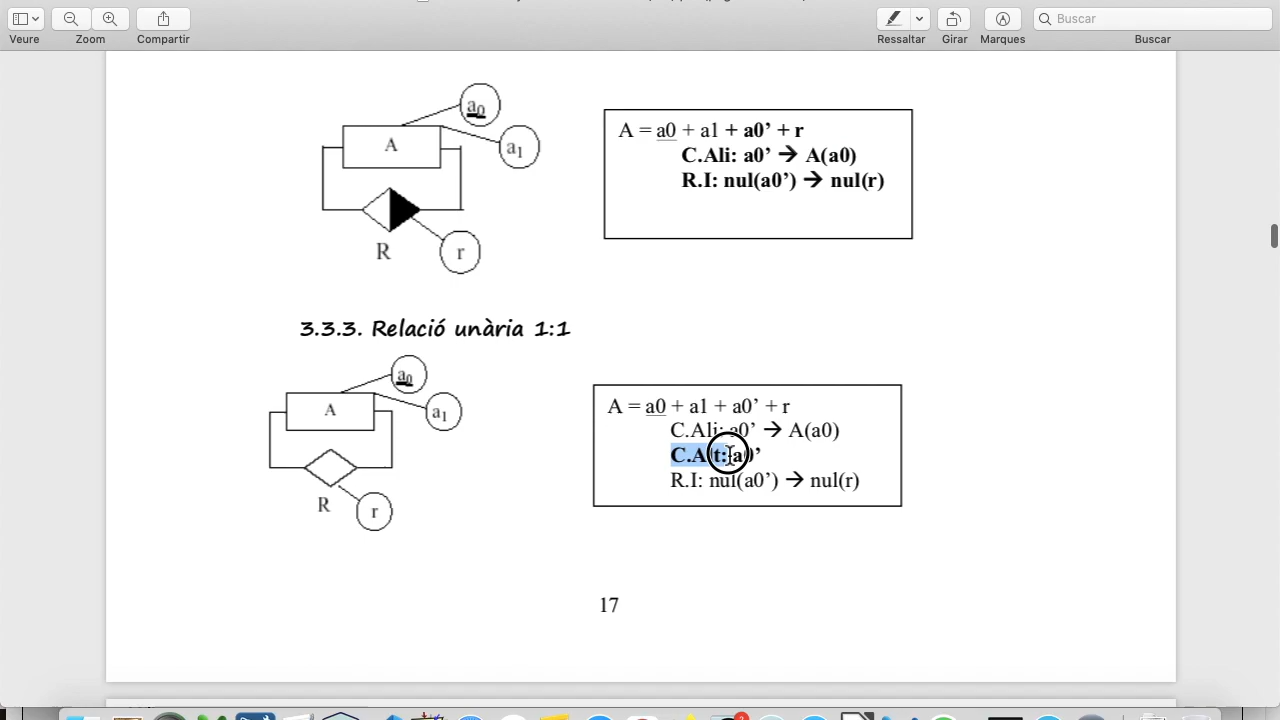 Veure
Zoom
Compartir
Ressaltar
Girar
Marques
Buscar
Buscar
a0
A
a1
R
r
A = a0 + a1 + a0’ + r
C.Ali: a0’ → A(a0)
R.I: nul(a0’) → nul(r)
3.3.3. Relació unària 1:1
a0
A
a1
R
r
A = a0 + a1 + a0’ + r
C.Ali: a0’ → A(a0)
C.Alt: a0’
R.I: nul(a0’) → nul(r)
17